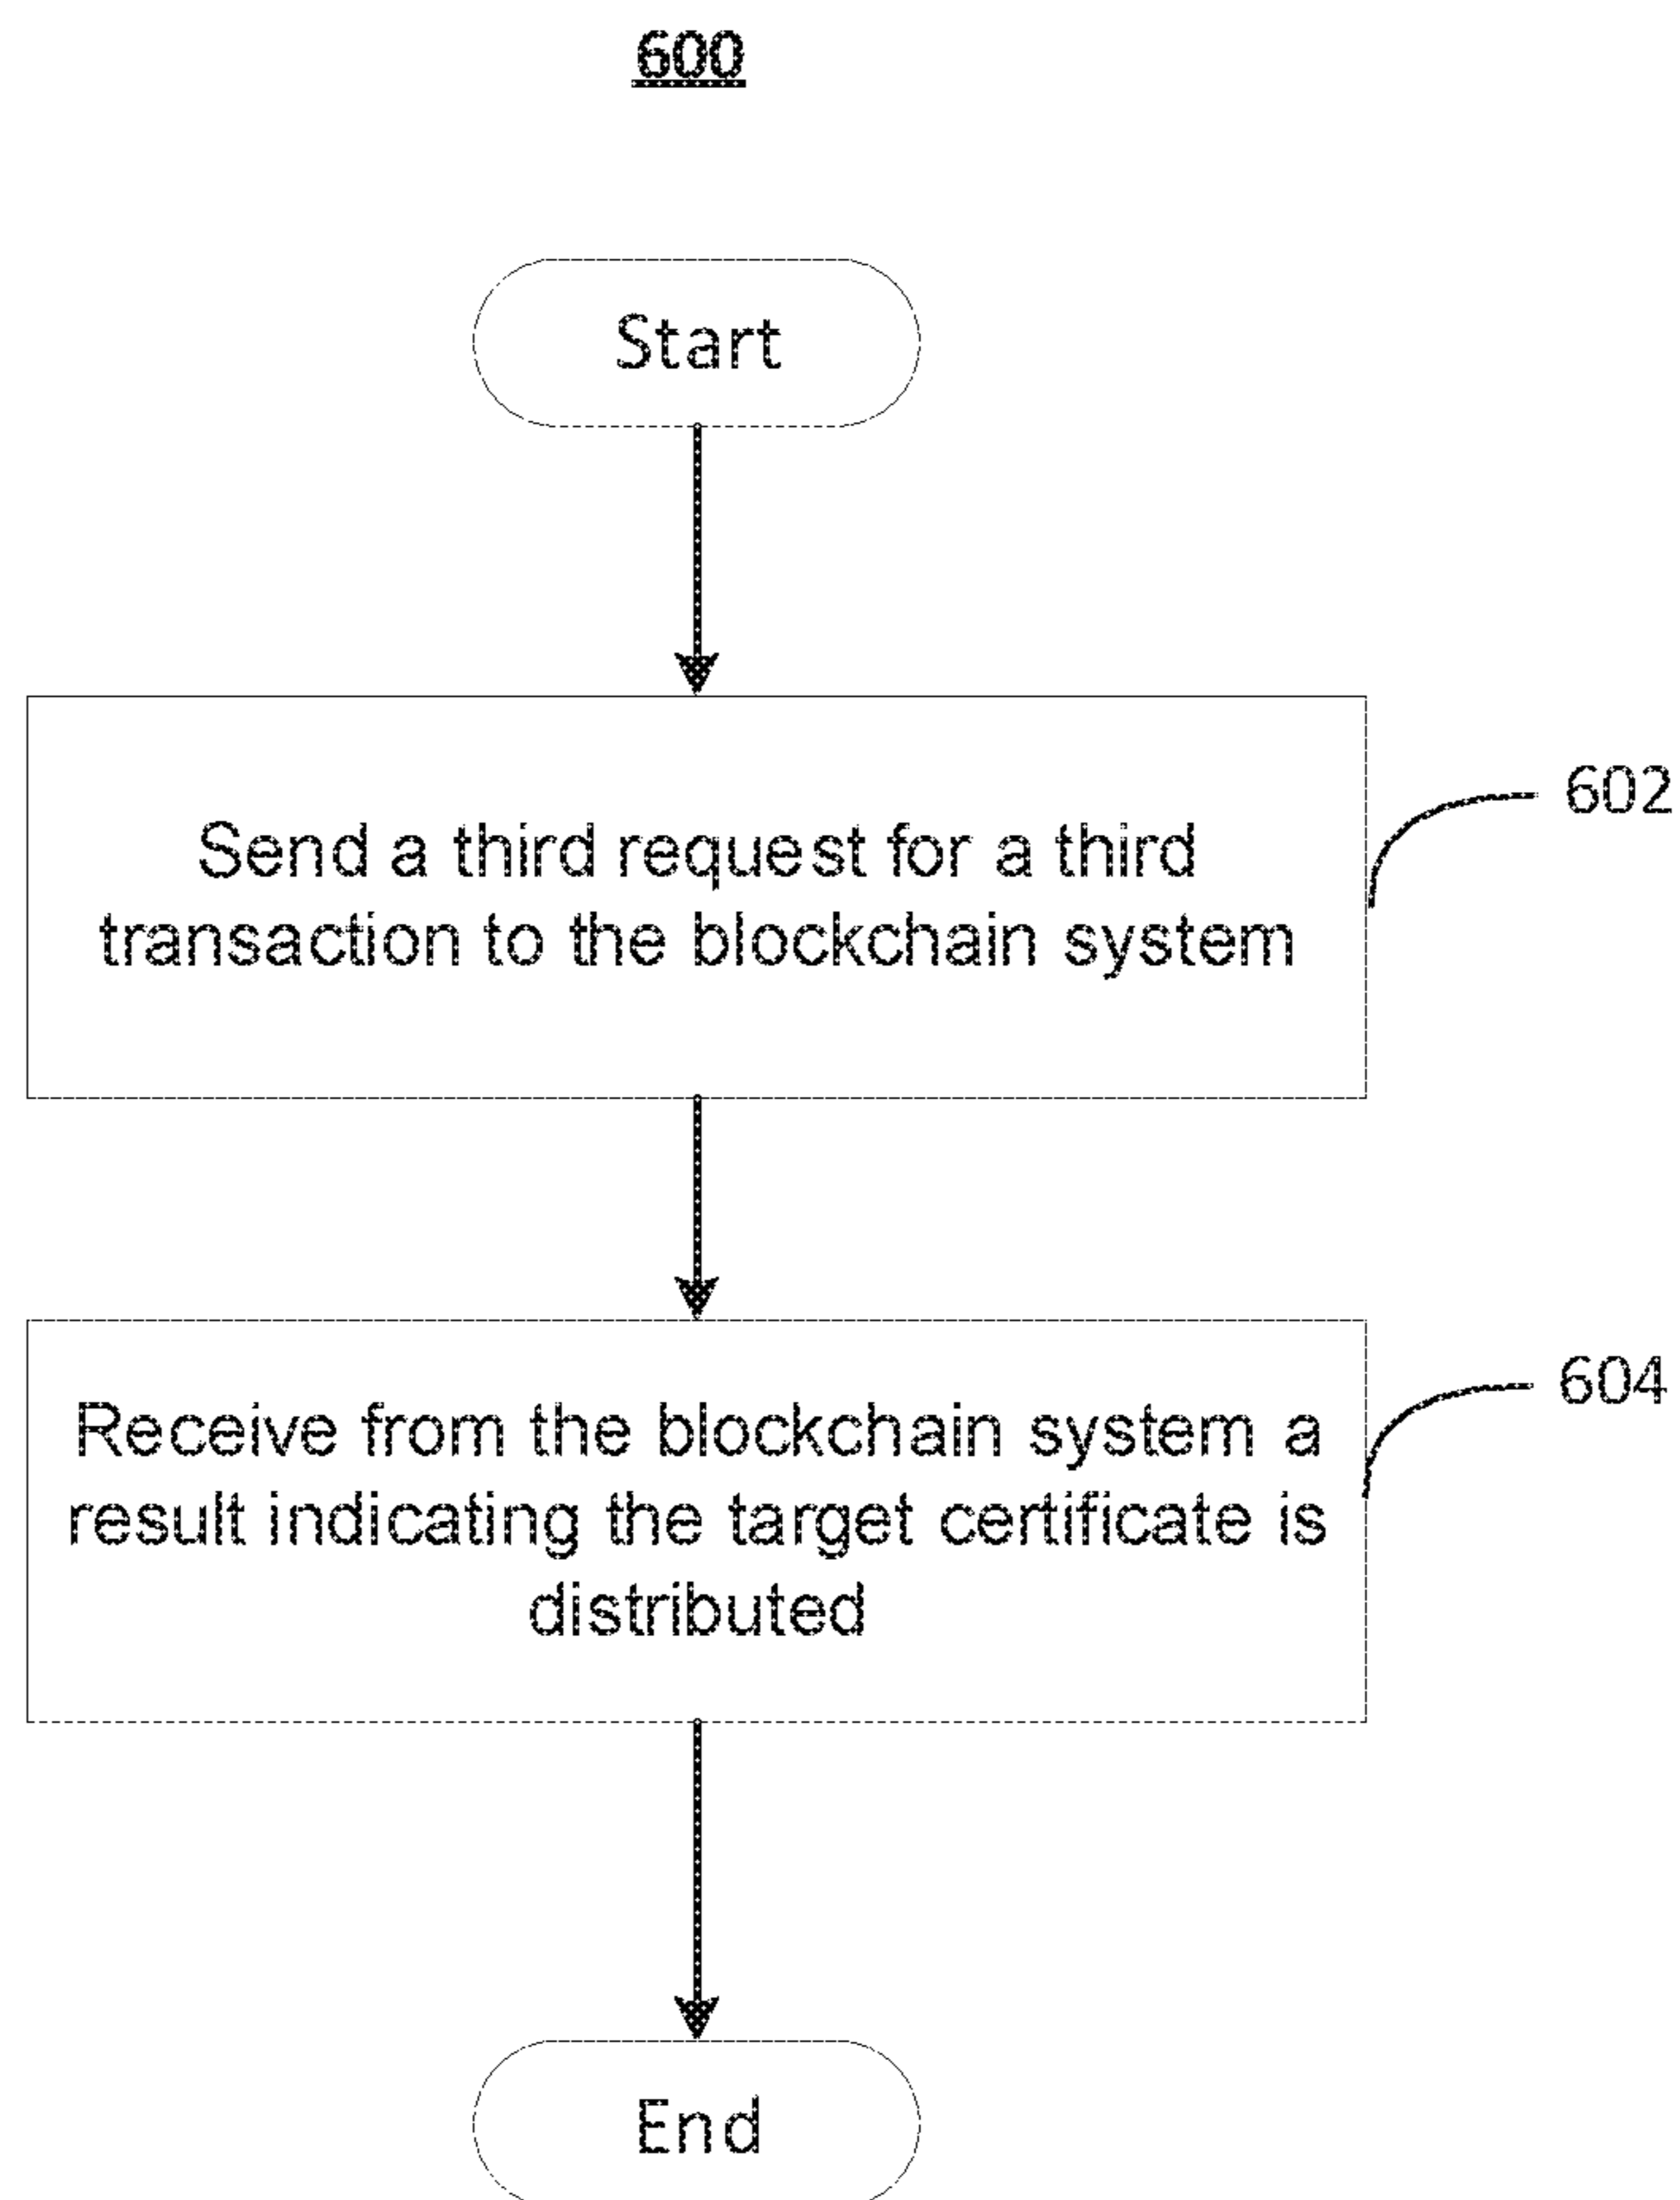 600
Start
Send a third request for a third
transaction to the blockchain system
602
Receive from the blockchain system a
result indicating the target certificate is
distributed
604
End